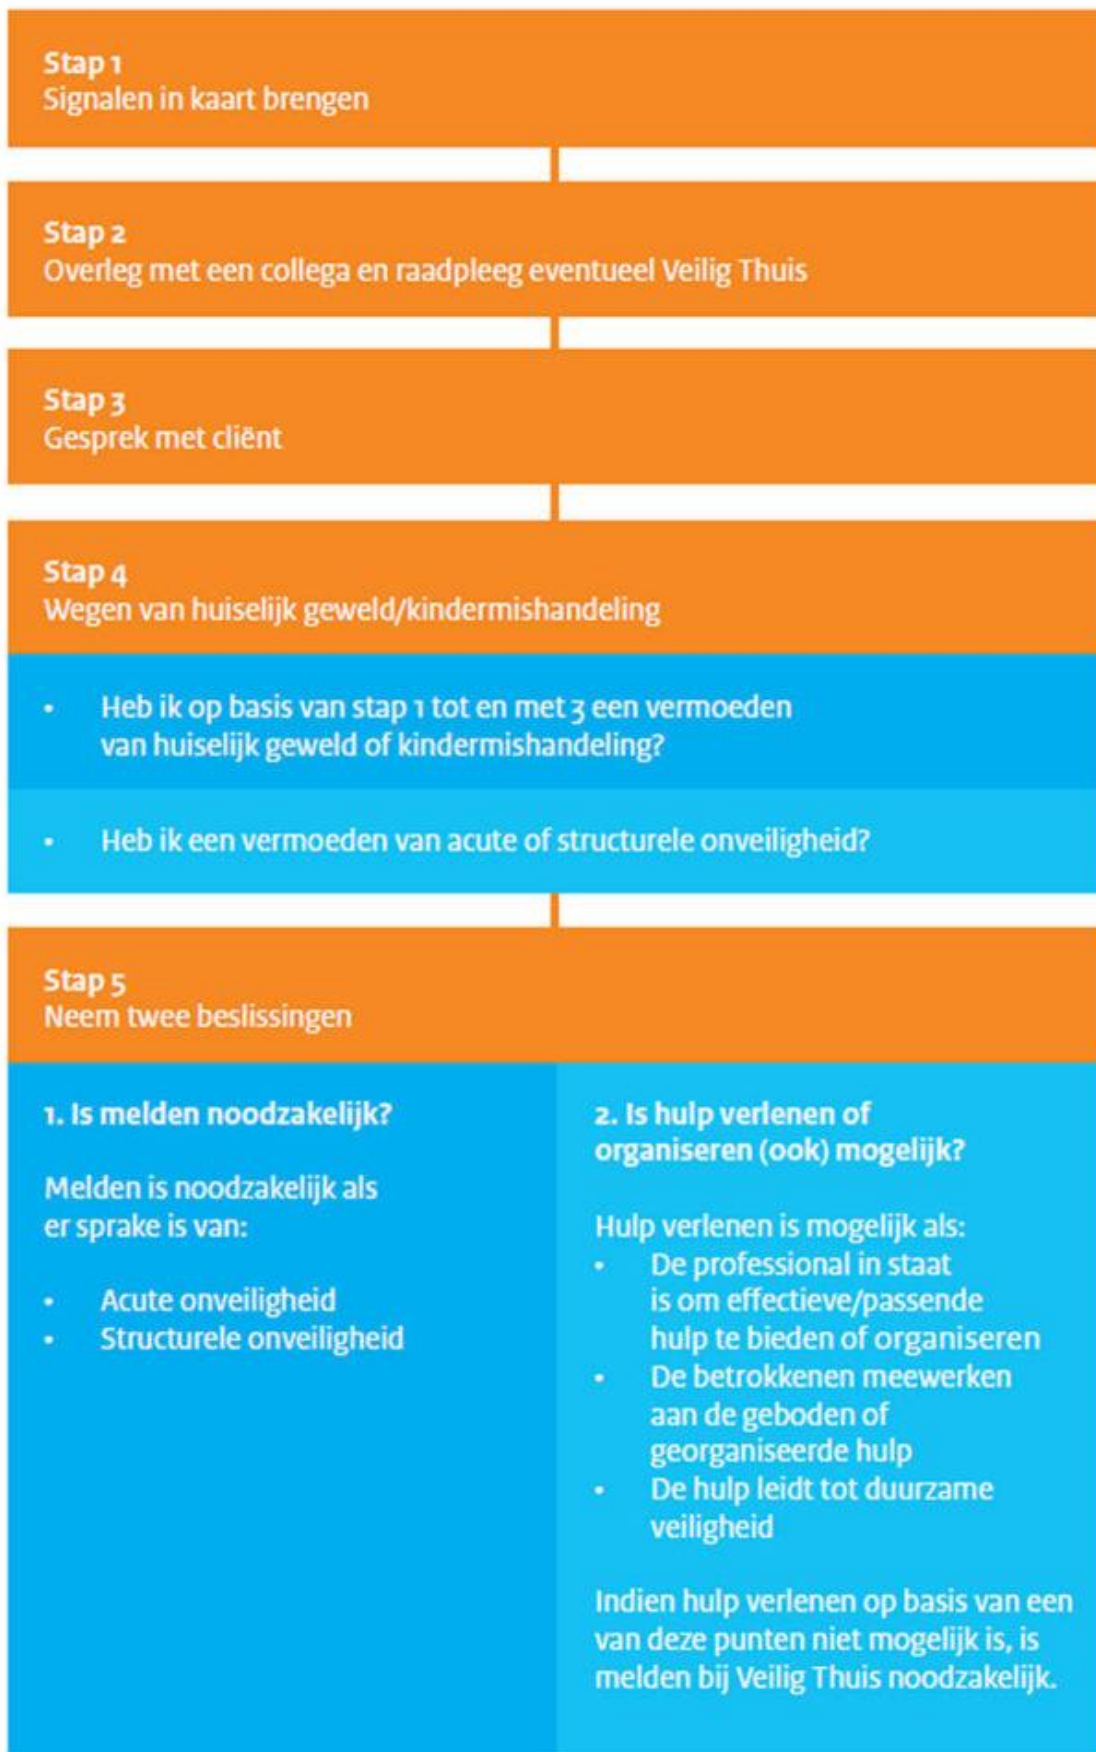 Stap 1
Signalen in kaart brengen
Stap 2
Overleg met een collega en raadpleeg eventueel Veilig Thuis
Stap 3
Gesprek met cliënt
Stap 4
Wegen van huiselijk geweld/kindermishandeling
• Heb ik op basis van stap 1 tot en met 3 een vermoeden
van huiselijk geweld of kindermishandeling?
• Heb ik een vermoeden van acute of structurele onveiligheid?
Stap 5
Neem twee beslissingen
1. Is melden noodzakelijk?
Melden is noodzakelijk als
er sprake is van:
• Acute onveiligheid
• Structurele onveiligheid
2. Is hulp verlenen of
organiseren (ook) mogelijk?
Hulp verlenen is mogelijk als:
• De professional in staat
is om effectieve/passende
hulp te bieden of organiseren
• De betrokkenen meewerken
aan de geboden of
georganiseerde hulp
• De hulp leidt tot duurzame
veiligheid
Indien hulp verlenen op basis van een
van deze punten niet mogelijk is, is
melden bij Veilig Thuis noodzakelijk.